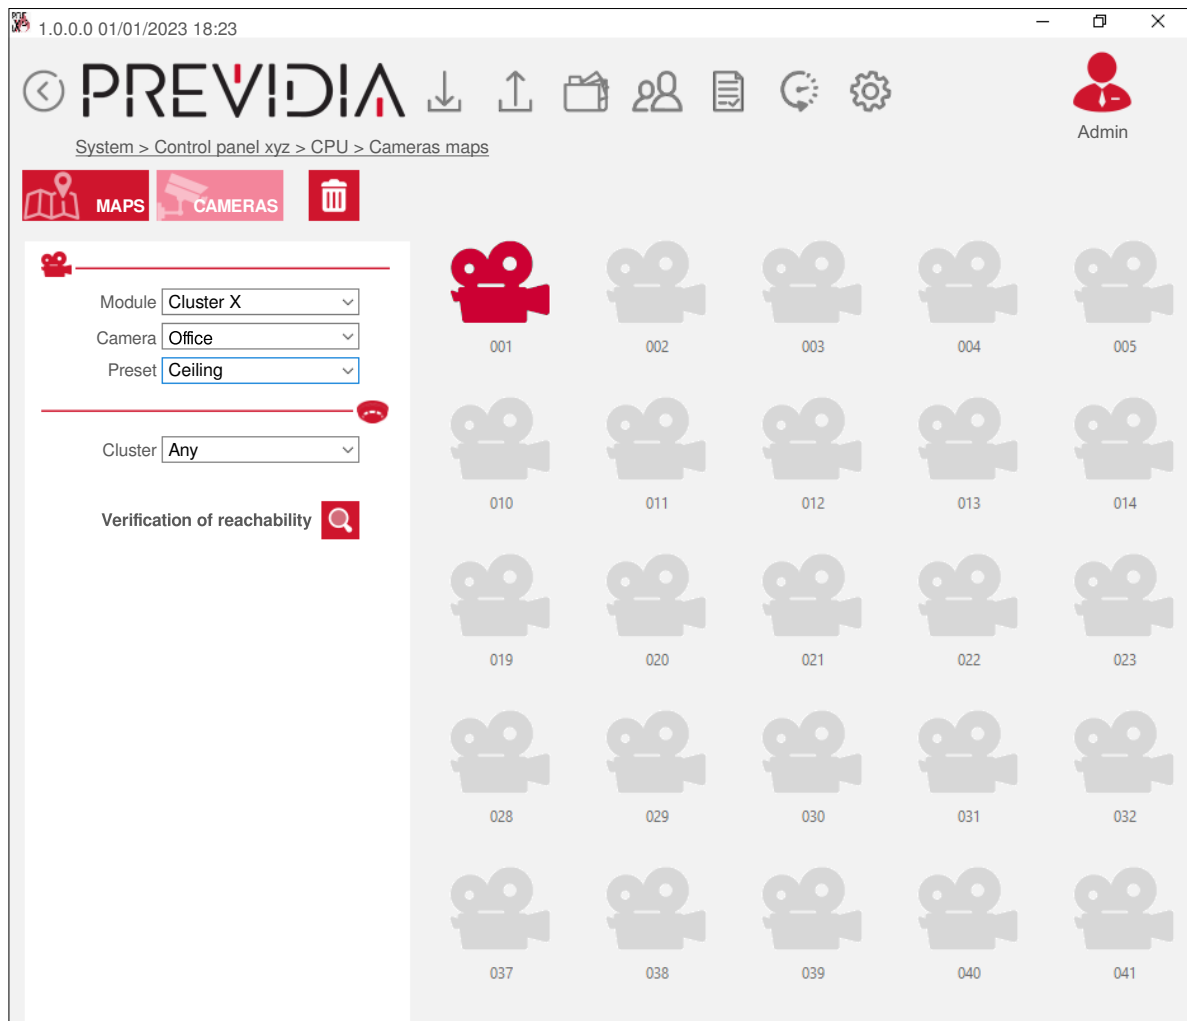 1.0.0.0 01/01/2023 18:23
PREVIDIA
Admin
System > Control panel xyz > CPU > Cameras maps
MAPS
CAMERAS
Module Cluster X
Camera Office
Preset Ceiling
Cluster Any
Verification of reachability
001 002 003 004 005
010 011 012 013 014
019 020 021 022 023
028 029 030 031 032
037 038 039 040 041